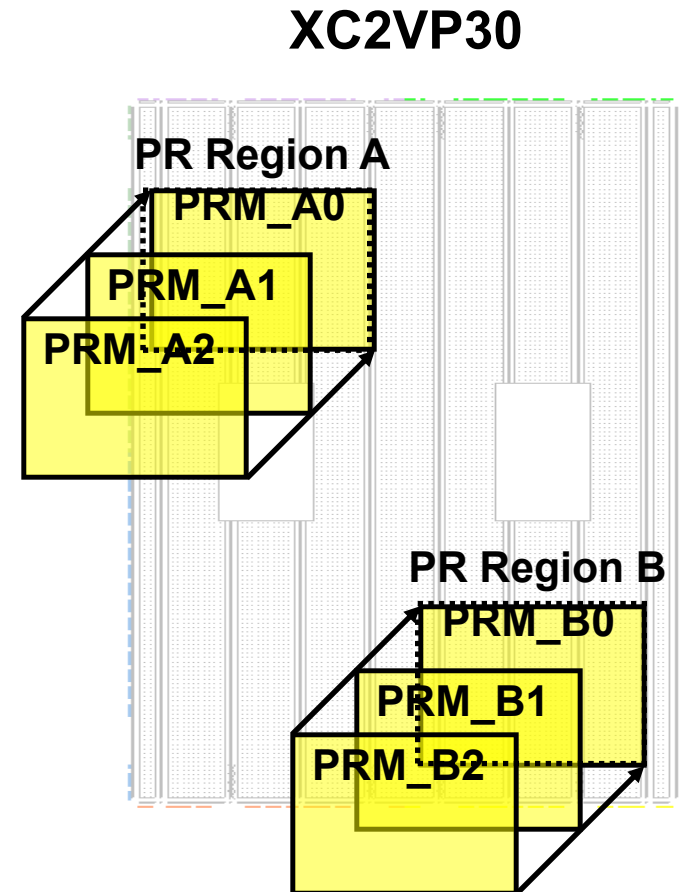 XC2VP30
PR Region A
PRM_A0
PRM_A1
PRM_A2
PR Region B
PRM_B0
PRM_B1
PRM_B2